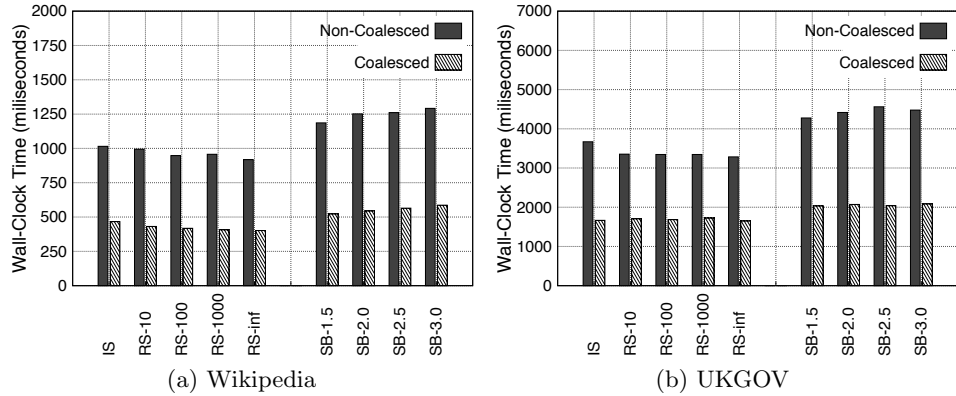 Wall-Clock Time (miliseconds)
2000
1750
1500
1250
1000
750
500
250
0
Non-Coalesced
Coalesced
IS
RS-10
RS-100
RS-1000
RS-inf
SB-1.5
SB-2.0
SB-2.5
SB-3.0
(a) Wikipedia
Wall-Clock Time (miliseconds)
7000
6000
5000
4000
3000
2000
1000
0
Non-Coalesced
Coalesced
IS
RS-10
RS-100
RS-1000
RS-inf
SB-1.5
SB-2.0
SB-2.5
SB-3.0
(b) UKGOV